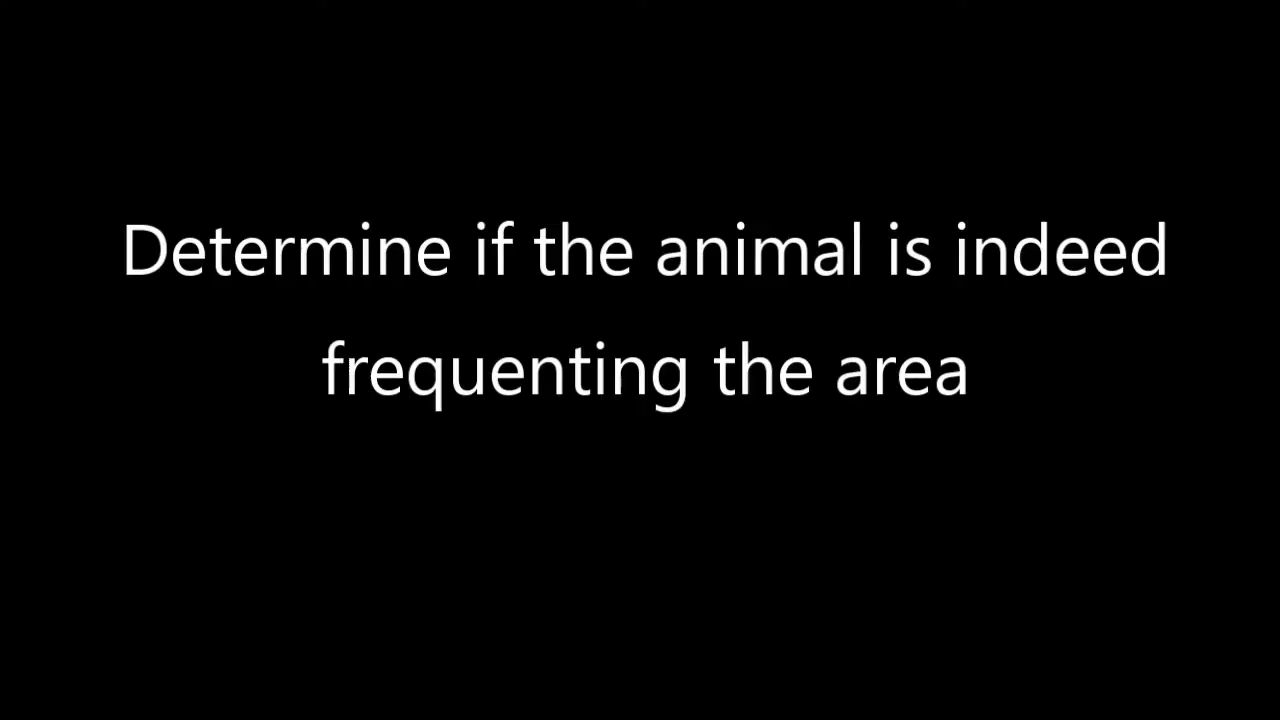 Determine if the animal is indeed
frequenting the area